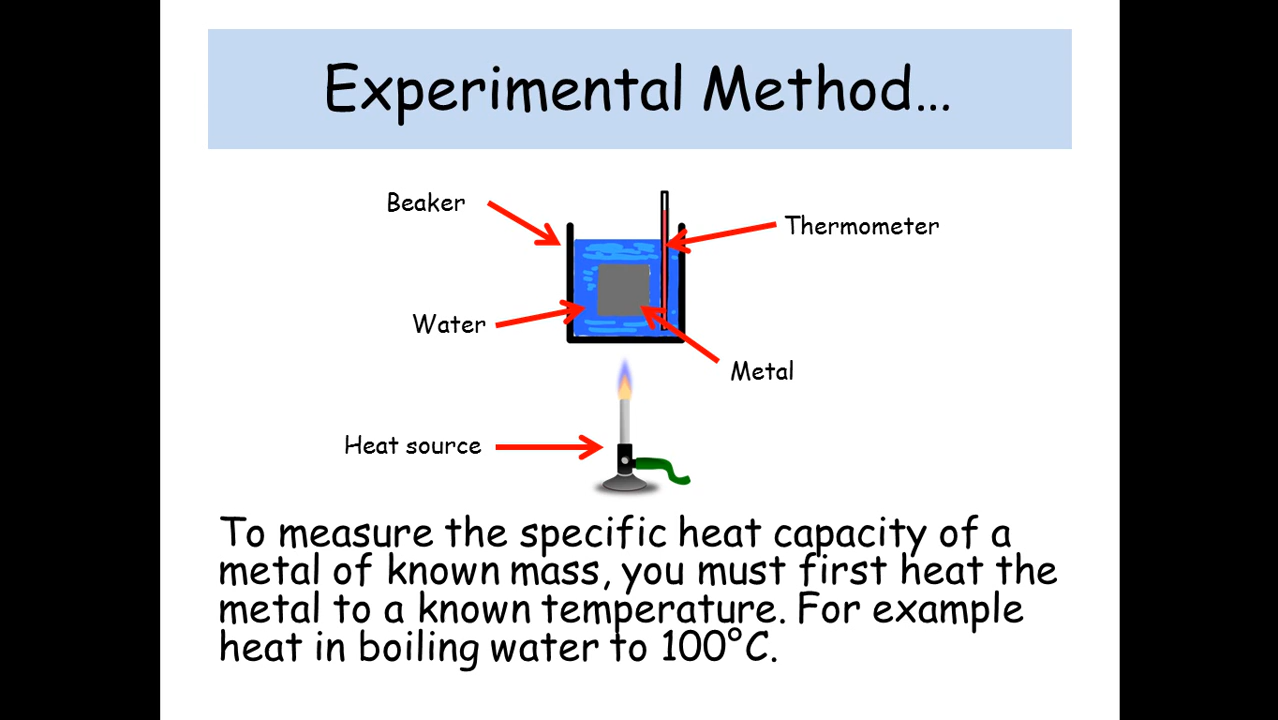 Experimental Method...
Beaker
Thermometer
Water
Metal
Heat source
To measure the specific heat capacity of a
metal of known mass, you must first heat the
metal to a known temperature. For example
heat in boiling water to 100°C.